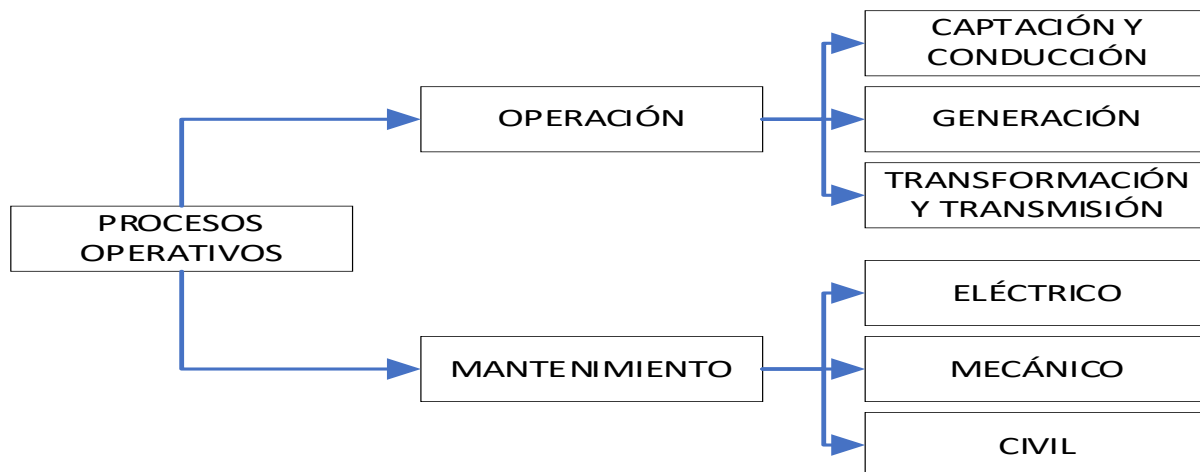 CAPTACIÓN Y
CONDUCCIÓN
OPERACIÓN
GENERACIÓN
TRANSFORMACIÓN
Y TRANSMISIÓN
PROCESOS
OPERATIVOS
ELÉCTRICO
MANTENIMIENTO
MECÁNICO
CIVIL